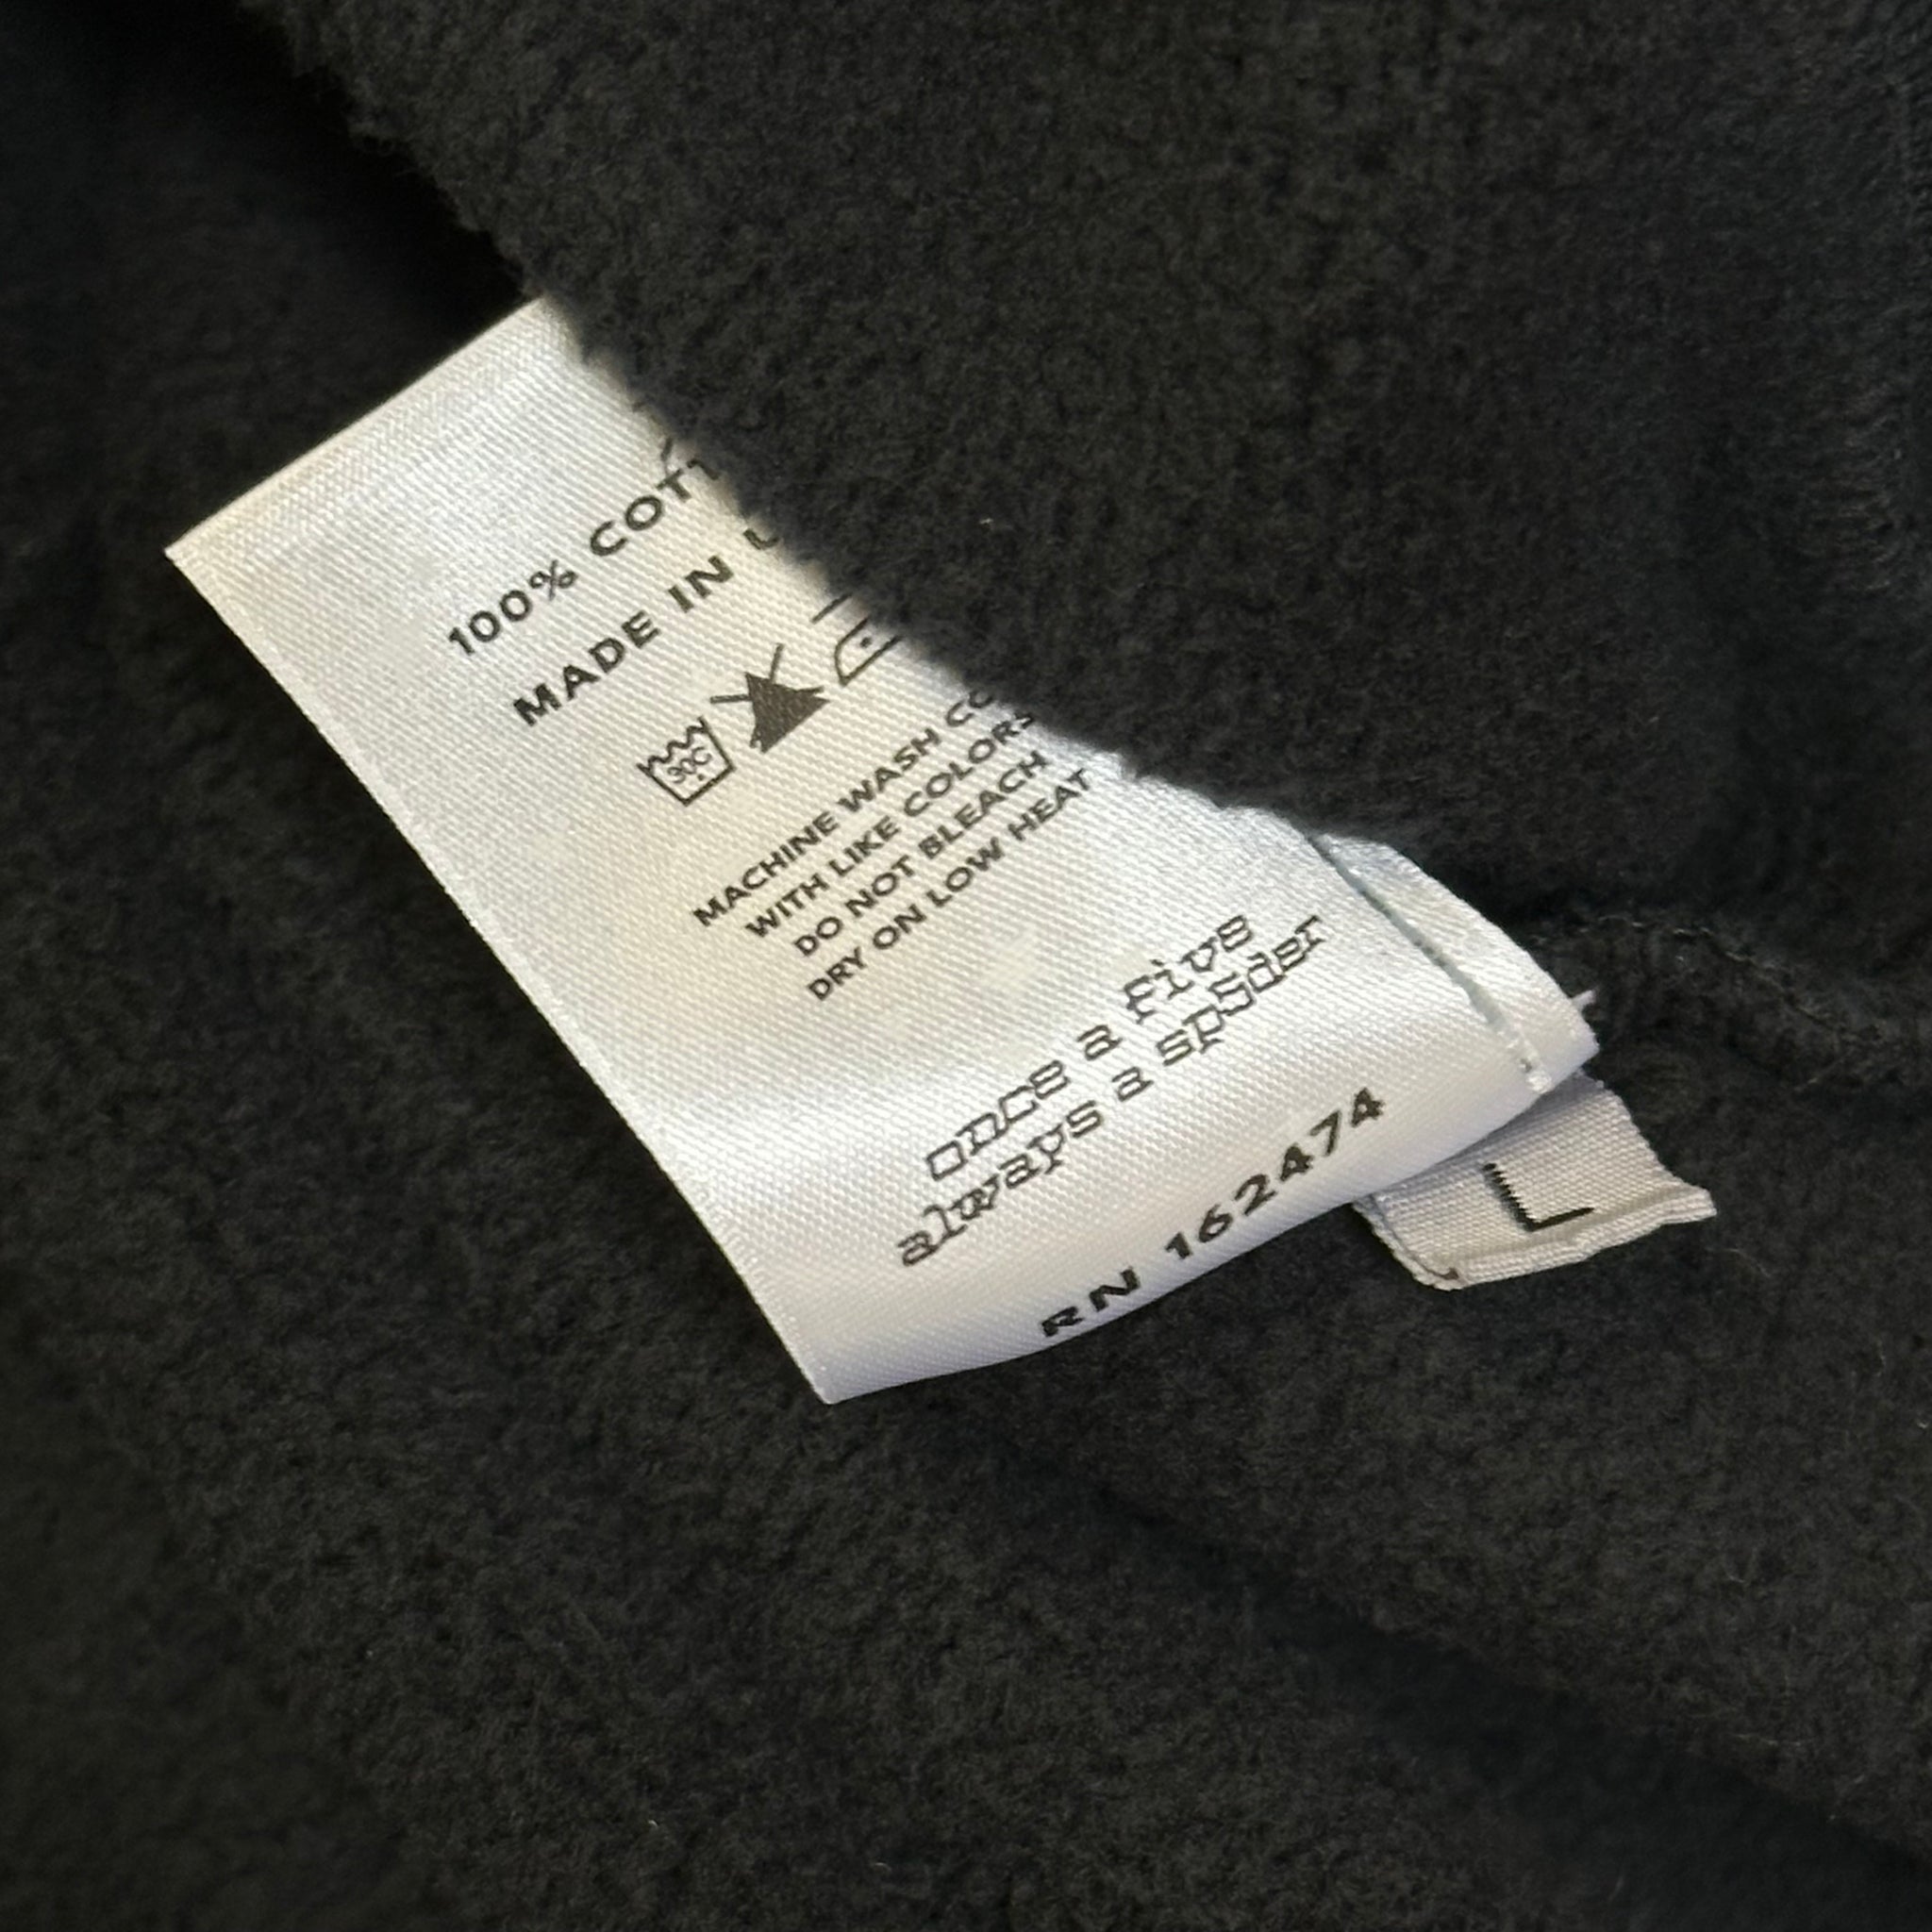 100% COTT
MADE IN U
30C
MACHINE WASH CO
WITH LIKE COLORS
DO NOT BLEACH
DRY ON LOW HEAT
once a five
always a sp5der
RN 162474
L